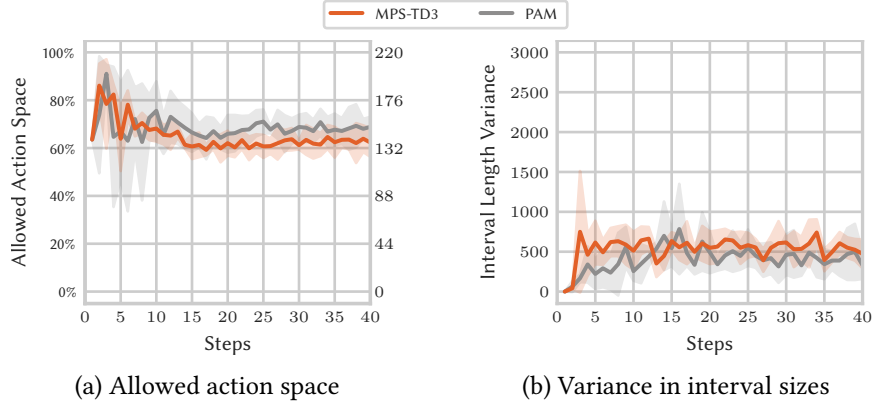 MPS-TD3 PAM
Allowed Action Space
100%
80%
60%
40%
20%
0%
220
176
132
88
44
0
0 5 10 15 20 25 30 35 40
Steps
(a) Allowed action space
Interval Length Variance
3000
2500
2000
1500
1000
500
0
0 5 10 15 20 25 30 35 40
Steps
(b) Variance in interval sizes